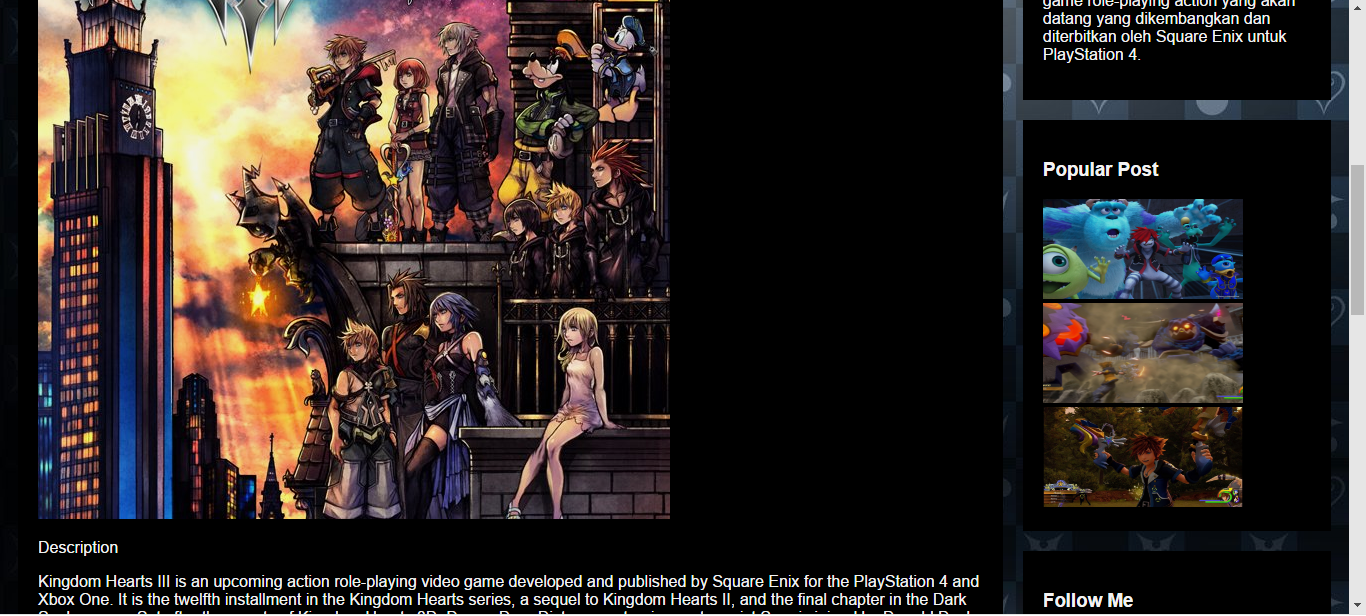 Description
Kingdom Hearts III is an upcoming action role-playing video game developed and published by Square Enix for the PlayStation 4 and
Xbox One. It is the twelfth installment in the Kingdom Hearts series, a sequel to Kingdom Hearts II, and the final chapter in the Dark
game role-playing action yang akan
datang yang dikembangkan dan
diterbitkan oleh Square Enix untuk
PlayStation 4.
Popular Post
Follow Me